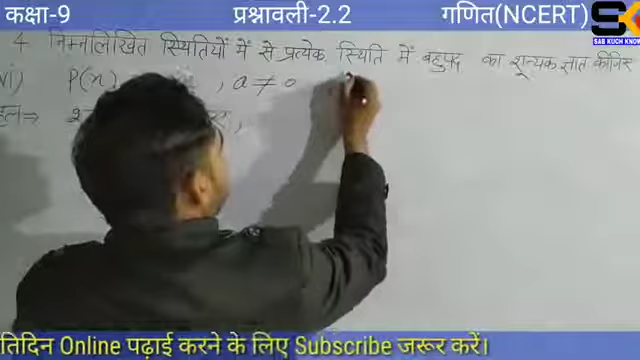 कक्षा-9 प्रश्नावली-2.2 गणित(NCERT)
SK
SAB KUCH KNOW
4 निम्नलिखित स्थितियों में से प्रत्येक स्थिति में बहुपद का शून्यक ज्ञात कीजिए
vi) P(x) , a ≠ 0
हल⇒
तिदिन Online पढ़ाई करने के लिए Subscribe जरूर करें।